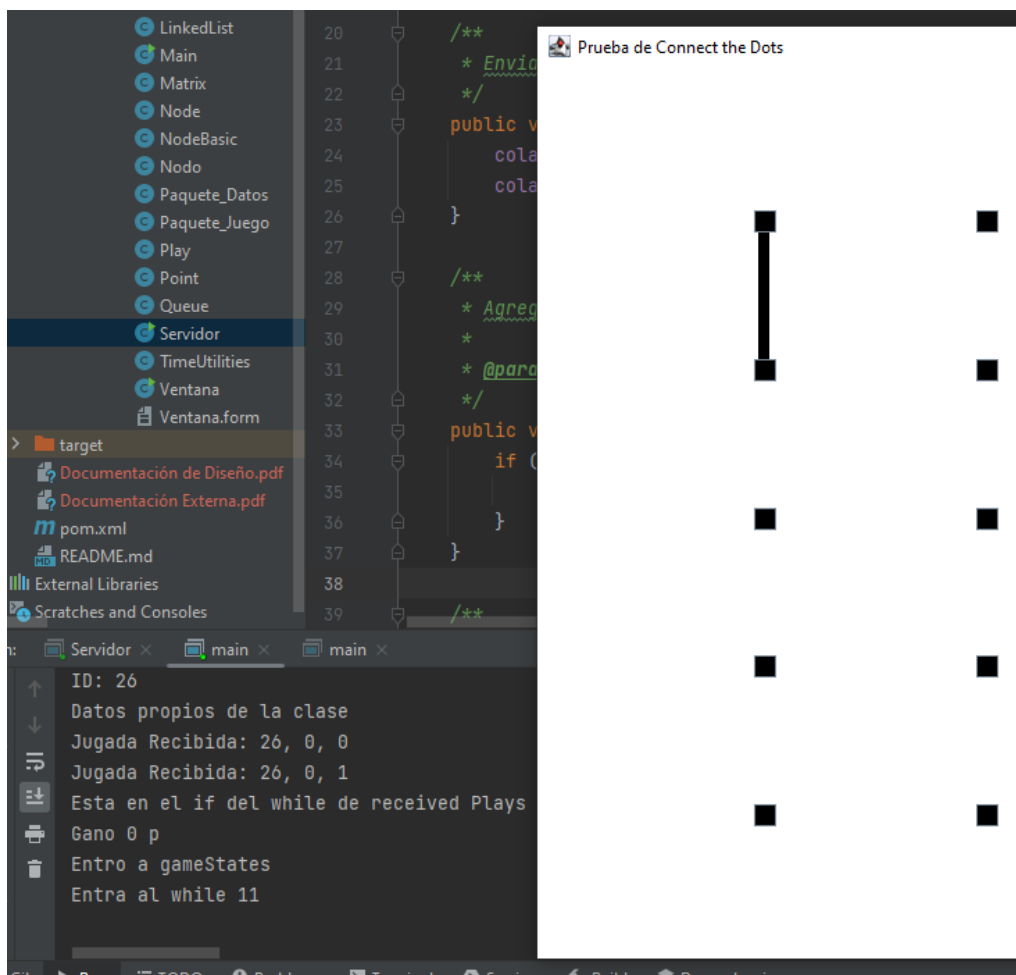 LinkedList
Main
Matrix
Node
NodeBasic
Nodo
Paquete_Datos
Paquete_Juego
Play
Point
Queue
Servidor
TimeUtilities
Ventana
Ventana.form
target
Documentación de Diseño.pdf
Documentación Externa.pdf
pom.xml
README.md
External Libraries
Scratches and Consoles
20 /**
21 * Envia
22 */
23 public v
24 cola
25 cola
26 }
27
28 /**
29 * Agreg
30 *
31 * @para
32 */
33 public v
34 if (
35
36 }
37 }
38
39 /**
Prueba de Connect the Dots
Servidor × main × main ×
ID: 26
Datos propios de la clase
Jugada Recibida: 26, 0, 0
Jugada Recibida: 26, 0, 1
Esta en el if del while de received Plays
Gano 0 p
Entro a gameStates
Entra al while 11